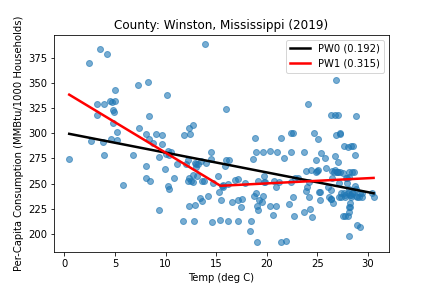 County: Winston, Mississippi (2019)
PW0 (0.192)
PW1 (0.315)
Per-Capita Consumption (MMBtu/1000 Households)
375
350
325
300
275
250
225
200
0 5 10 15 20 25 30
Temp (deg C)